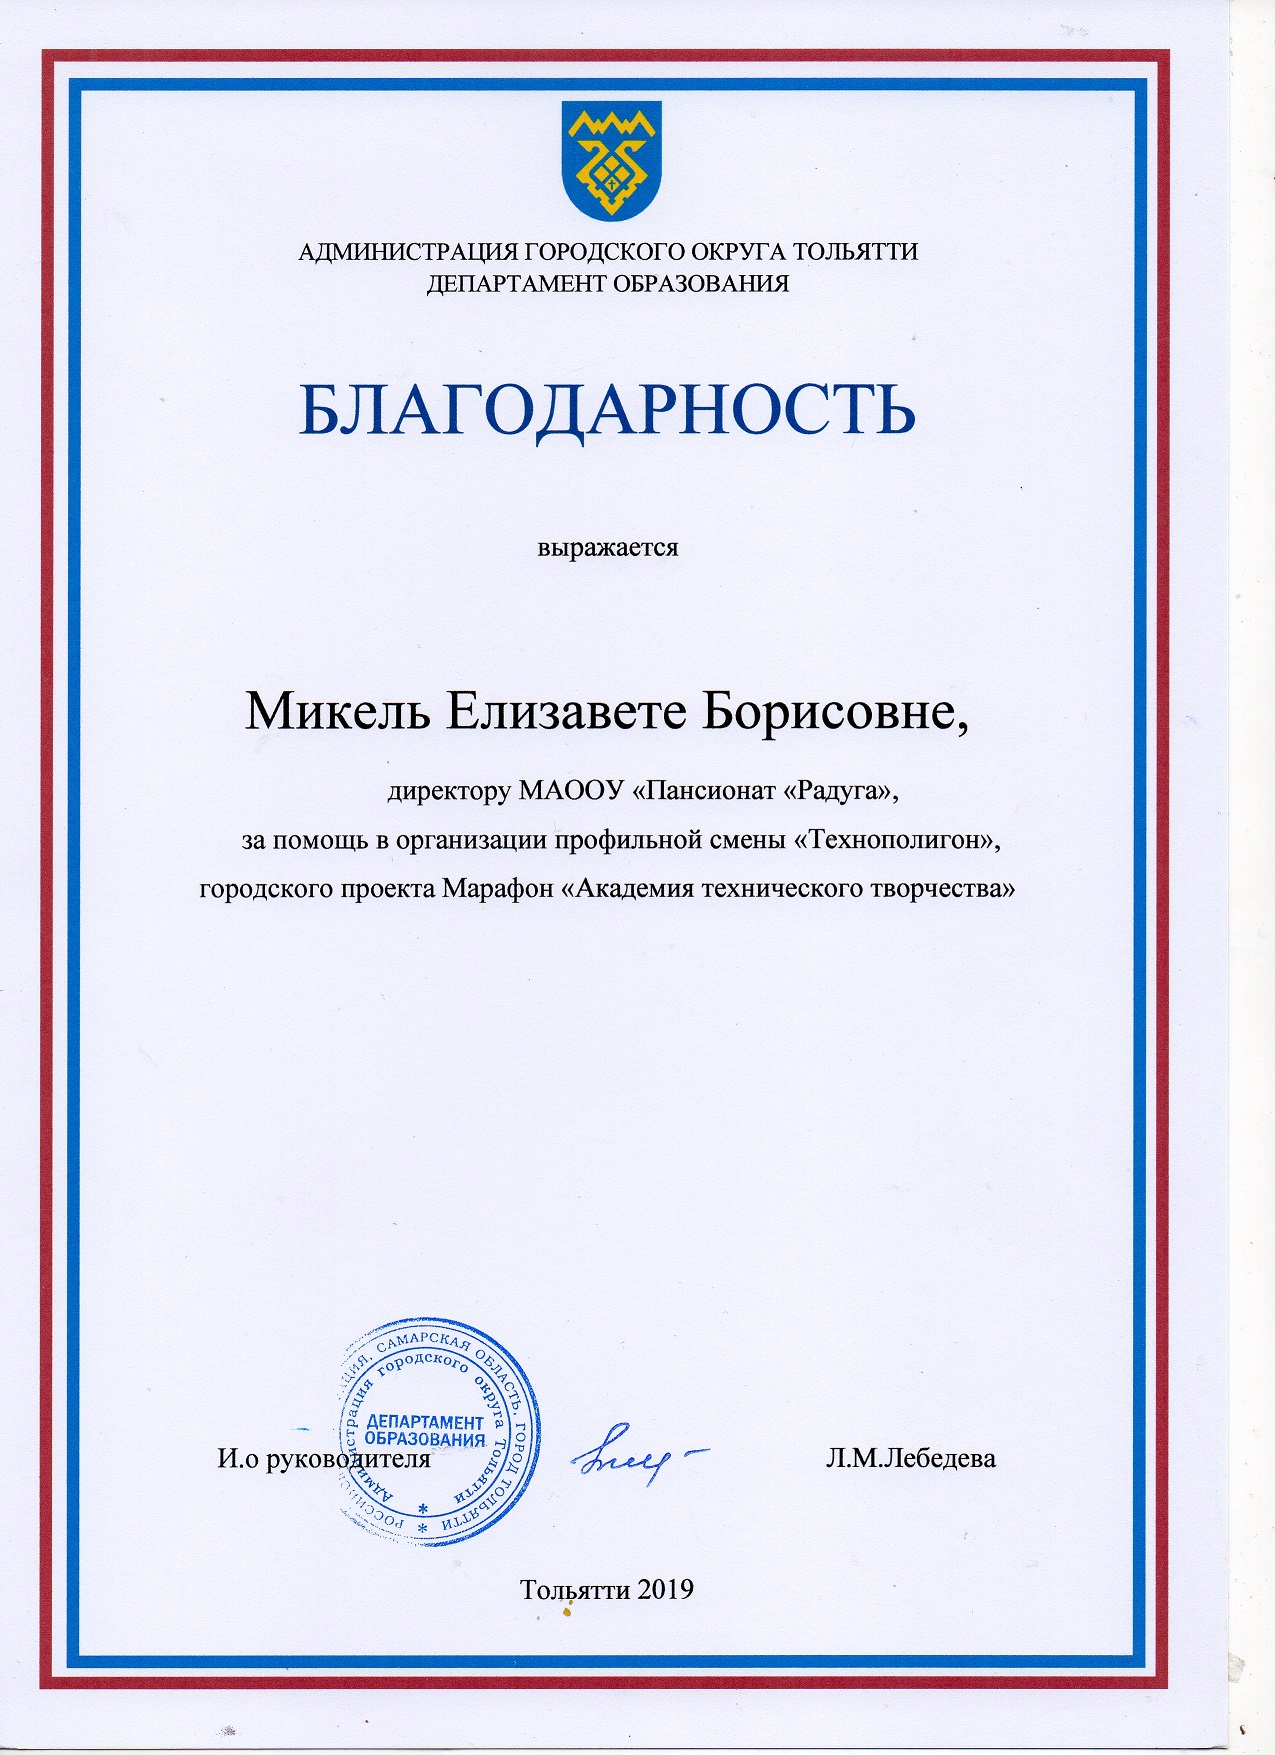 АДМИНИСТРАЦИЯ ГОРОДСКОГО ОКРУГА ТОЛЬЯТТИ
ДЕПАРТАМЕНТ ОБРАЗОВАНИЯ
БЛАГОДАРНОСТЬ
выражается
Микель Елизавете Борисовне,
директору МАООУ «Пансионат «Радуга»,
за помощь в организации профильной смены «Технополигон»,
городского проекта Марафон «Академия технического творчества»
САМАРСКАЯ ОБЛАСТЬ, ГОРОД ТОЛЬЯТТИ
Администрация городского округа Тольятти
ДЕПАРТАМЕНТ
ОБРАЗОВАНИЯ
И.о руководителя
Л.М.Лебедева
Тольятти 2019